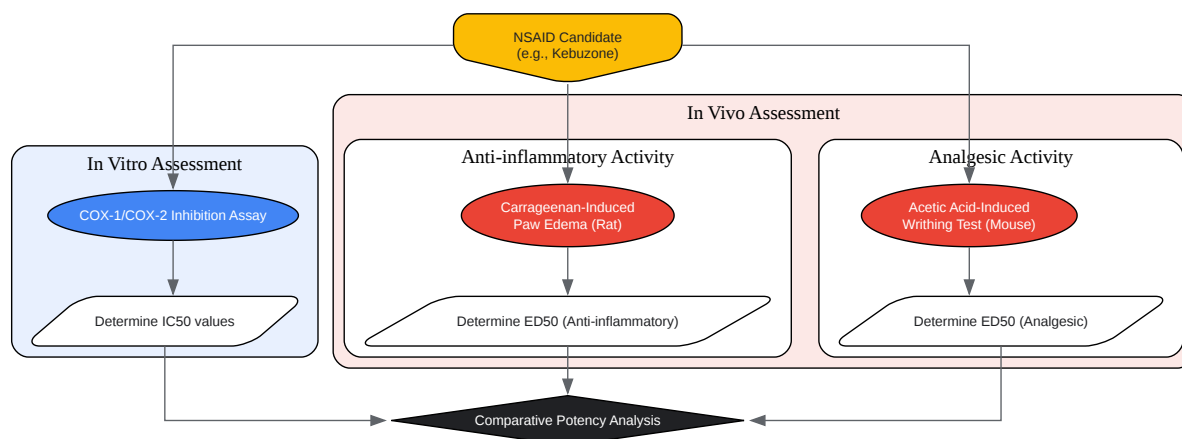 NSAID Candidate
(e.g., Kebuzone)
In Vivo Assessment
In Vitro Assessment
Anti-inflammatory Activity
Analgesic Activity
COX-1/COX-2 Inhibition Assay
Carrageenan-Induced
Paw Edema (Rat)
Acetic Acid-Induced
Writhing Test (Mouse)
Determine IC50 values
Determine ED50 (Anti-inflammatory)
Determine ED50 (Analgesic)
Comparative Potency Analysis